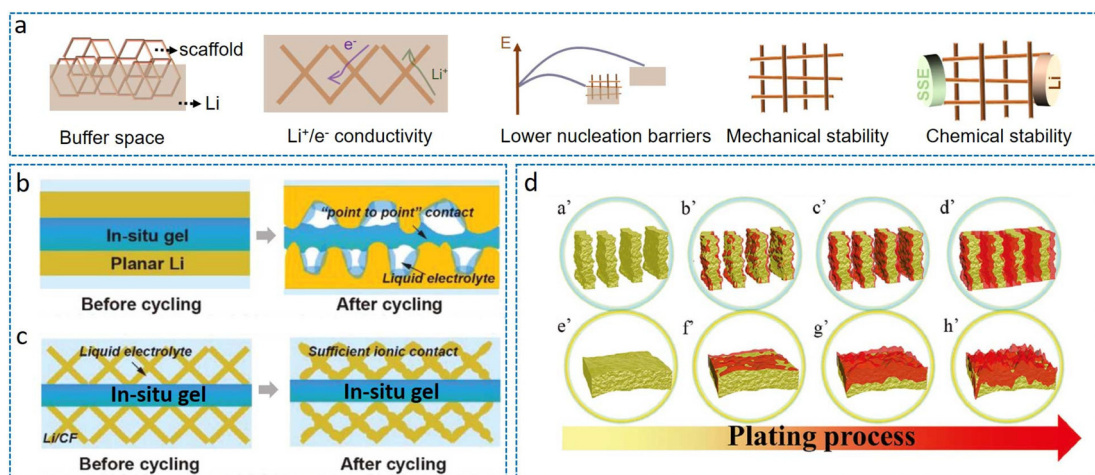 a
scaffold
Li
Buffer space
e-
Li+
Li+/e- conductivity
E
Lower nucleation barriers
Mechanical stability
SSE
Li
Chemical stability
b
In-situ gel
Planar Li
Before cycling
"point to point" contact
Liquid electrolyte
After cycling
c
Liquid electrolyte
In-situ gel
Li/CF
Before cycling
Sufficient ionic contact
In-situ gel
After cycling
d
a’ b’ c’ d’
e’ f’ g’ h’
Plating process